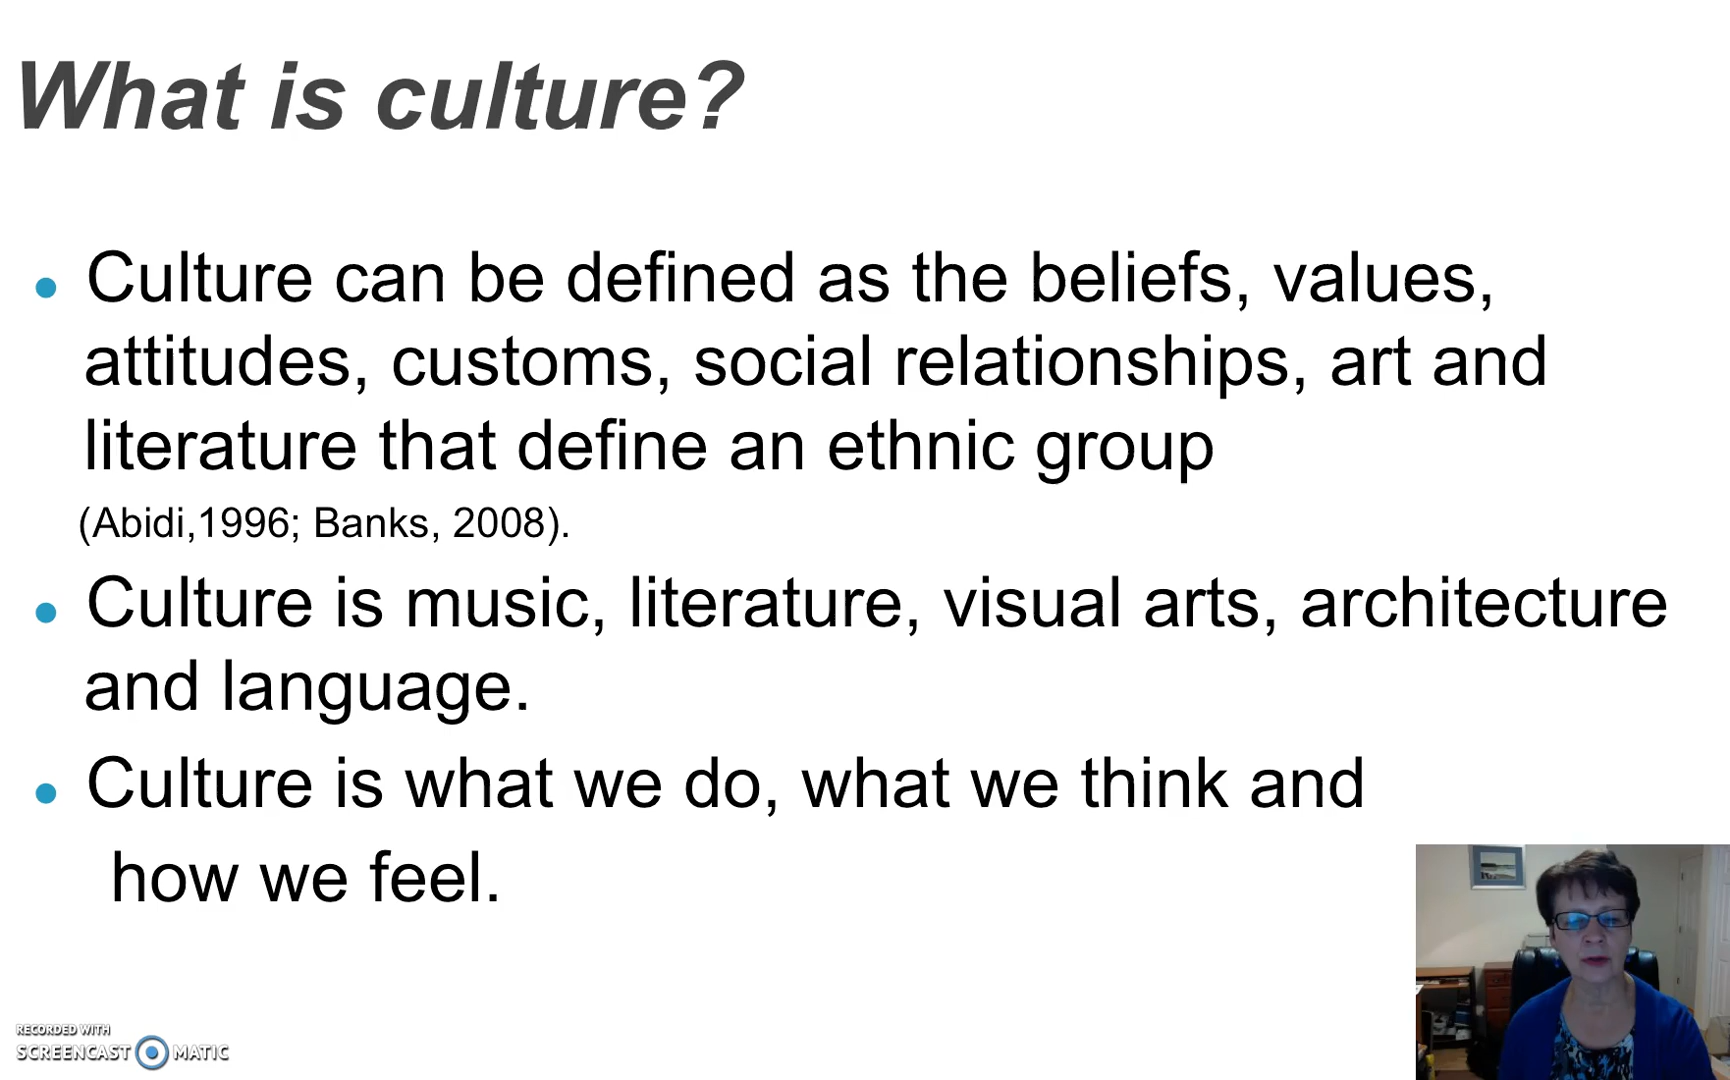 What is culture?
Culture can be defined as the beliefs, values,
attitudes, customs, social relationships, art and
literature that define an ethnic group
(Abidi,1996; Banks, 2008).
Culture is music, literature, visual arts, architecture
and language.
Culture is what we do, what we think and
how we feel.
RECORDED WITH
SCREENCAST MATIC